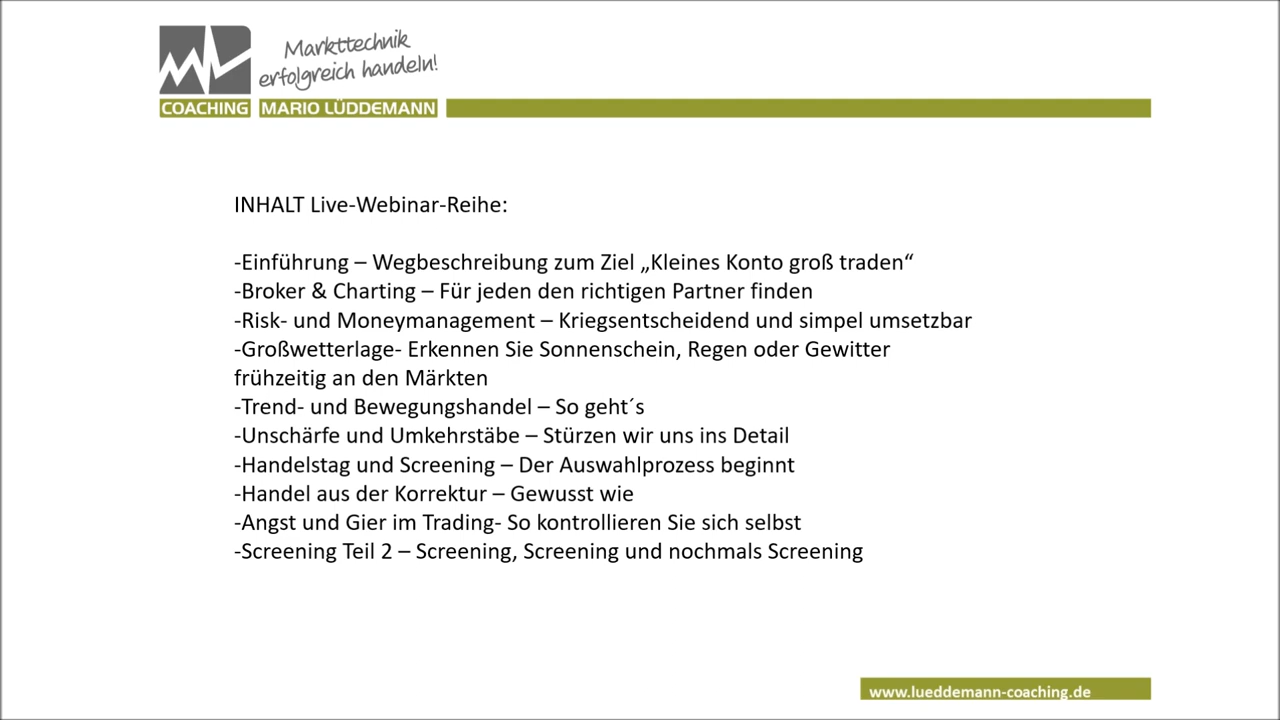 Markttechnik
erfolgreich handeln!
COACHING MARIO LÜDDEMANN
INHALT Live-Webinar-Reihe:
-Einführung – Wegbeschreibung zum Ziel „Kleines Konto groß traden“
-Broker & Charting – Für jeden den richtigen Partner finden
-Risk- und Moneymanagement – Kriegsentscheidend und simpel umsetzbar
-Großwetterlage- Erkennen Sie Sonnenschein, Regen oder Gewitter
frühzeitig an den Märkten
-Trend- und Bewegungshandel – So geht´s
-Unschärfe und Umkehrstäbe – Stürzen wir uns ins Detail
-Handelstag und Screening – Der Auswahlprozess beginnt
-Handel aus der Korrektur – Gewusst wie
-Angst und Gier im Trading- So kontrollieren Sie sich selbst
-Screening Teil 2 – Screening, Screening und nochmals Screening
www.lueddemann-coaching.de